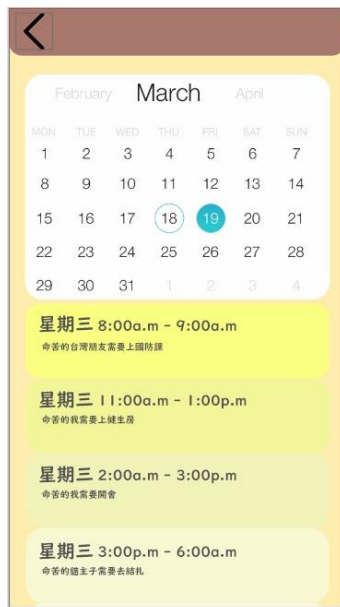 February March April
MON TUE WED THU FRI SAT SUN
1 2 3 4 5 6 7
8 9 10 11 12 13 14
15 16 17 18 19 20 21
22 23 24 25 26 27 28
29 30 31 1 2 3 4
星期三 8:00a.m - 9:00a.m
命苦的台灣朋友需要上國防課
星期三 11:00a.m - 1:00p.m
命苦的我需要上健生房
星期三 2:00a.m - 3:00p.m
命苦的我需要開會
星期三 3:00p.m - 6:00a.m
命苦的貓主子需要去結扎